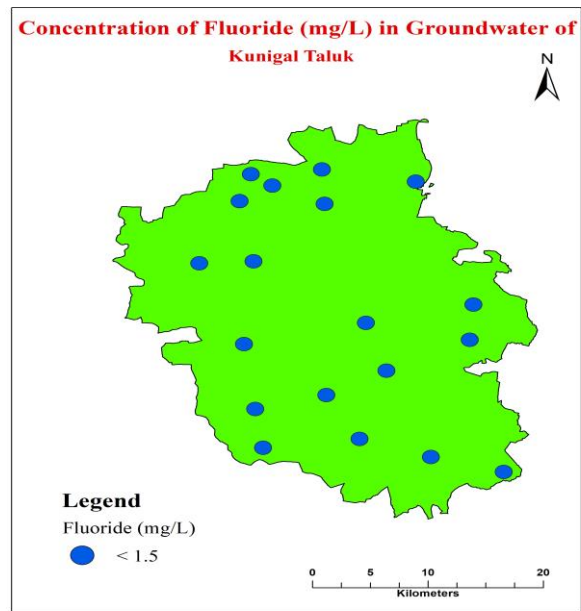 Concentration of Fluoride (mg/L) in Groundwater of
Kunigal Taluk
N
Legend
Fluoride (mg/L)
< 1.5
0 5 10 20
Kilometers